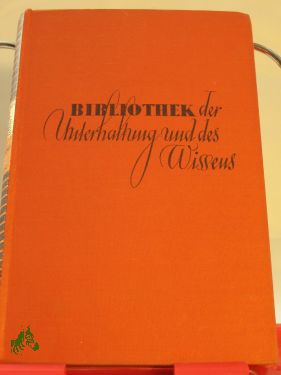 BIBLIOTHEK der
Unterhaltung und des
Wissens